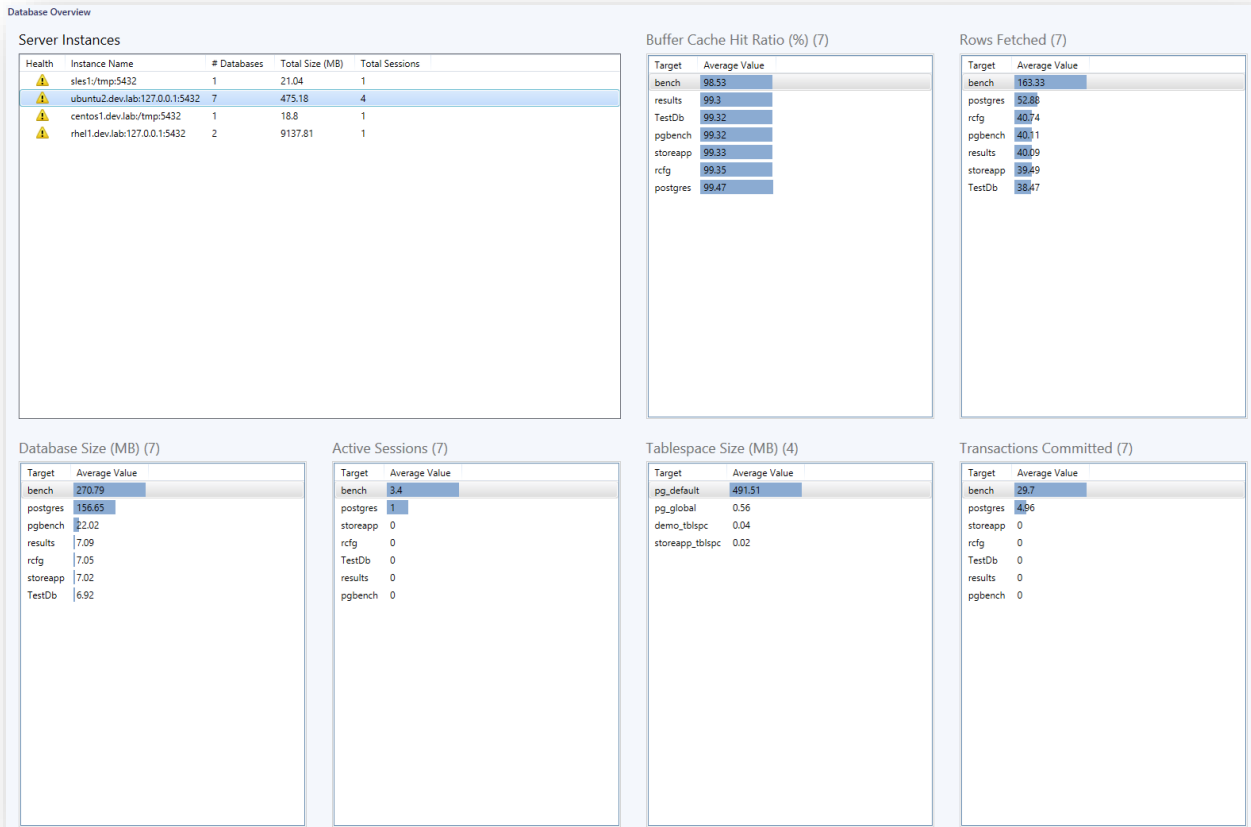 Database Overview
Server Instances
Health Instance Name # Databases Total Size (MB) Total Sessions
sles1:/tmp:5432 1 21.04 1
ubuntu2.dev.lab:127.0.0.1:5432 7 475.18 4
centos1.dev.lab:/tmp:5432 1 18.8 1
rhel1.dev.lab:127.0.0.1:5432 2 9137.81 1
Buffer Cache Hit Ratio (%) (7)
Target Average Value
bench 98.53
results 99.3
TestDb 99.32
pgbench 99.32
storeapp 99.33
rcfg 99.35
postgres 99.47
Rows Fetched (7)
Target Average Value
bench 163.33
postgres 52.88
rcfg 40.74
pgbench 40.11
results 40.09
storeapp 39.49
TestDb 38.47
Database Size (MB) (7)
Target Average Value
bench 270.79
postgres 156.65
pgbench 22.02
results 7.09
rcfg 7.05
storeapp 7.02
TestDb 6.92
Active Sessions (7)
Target Average Value
bench 3.4
postgres 1
storeapp 0
rcfg 0
TestDb 0
results 0
pgbench 0
Tablespace Size (MB) (4)
Target Average Value
pg_default 491.51
pg_global 0.56
demo_tblspc 0.04
storeapp_tblspc 0.02
Transactions Committed (7)
Target Average Value
bench 29.7
postgres 4.96
storeapp 0
rcfg 0
TestDb 0
results 0
pgbench 0